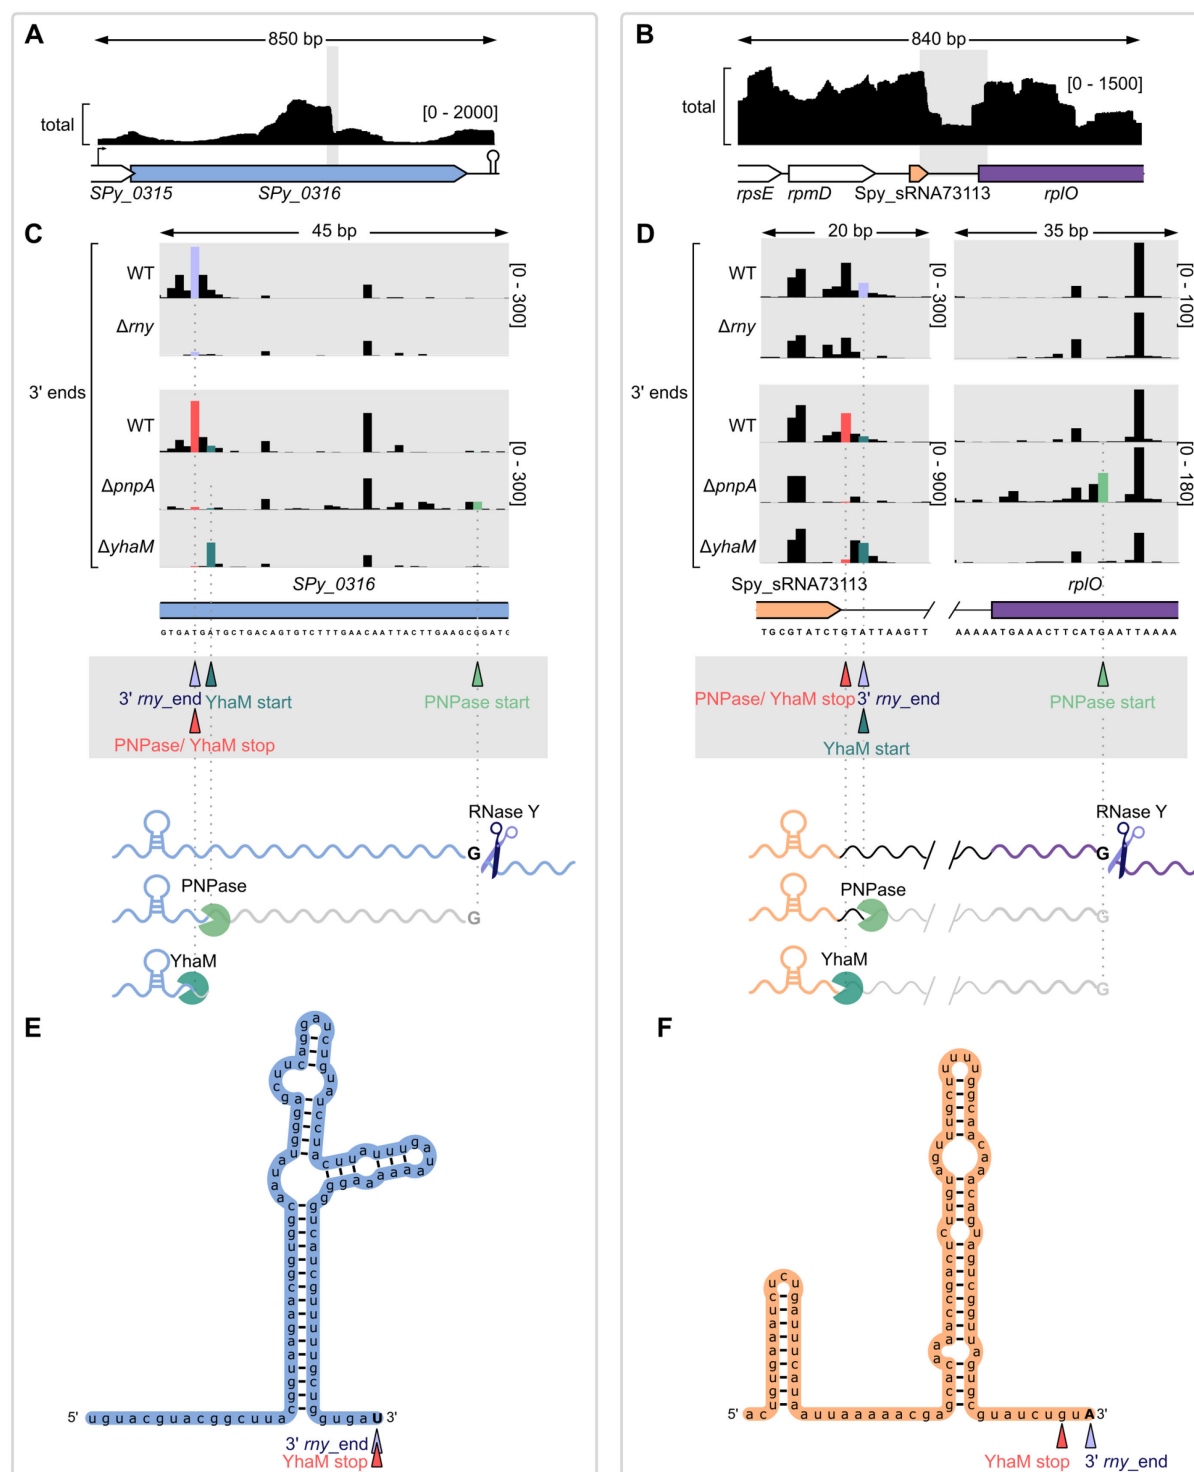 A
850 bp
total
[0 - 2000]
SPy_0315
SPy_0316
B
840 bp
total
[0 - 1500]
rpsE
rpmD
Spy_sRNA73113
rplO
C
45 bp
3' ends
WT
Δrny
[0 - 300]
WT
ΔpnpA
ΔyhaM
[0 - 3000]
SPy_0316
GTGATGATGCTGACAGTGTCTTTGAACAATTACTTGAAGCGGATG
3' rny_end
YhaM start
PNPase start
PNPase/ YhaM stop
RNase Y
G
PNPase
G
YhaM
D
20 bp
35 bp
3' ends
WT
Δrny
[0 - 300]
[0 - 100]
WT
ΔpnpA
ΔyhaM
[0 - 900]
[0 - 180]
Spy_sRNA73113
rplO
TGCGTATCTGTATTAAGTT
AAAAATGAAACTTCATGAATTAAAA
PNPase/ YhaM stop
3' rny_end
PNPase start
YhaM start
RNase Y
G
PNPase
G
YhaM
G
E
5'
uguacguacggcuua
gugaU
3'
3' rny_end
YhaM stop
F
5'
ac
auuaaaaacgag
guaucuguA
3'
YhaM stop
3' rny_end